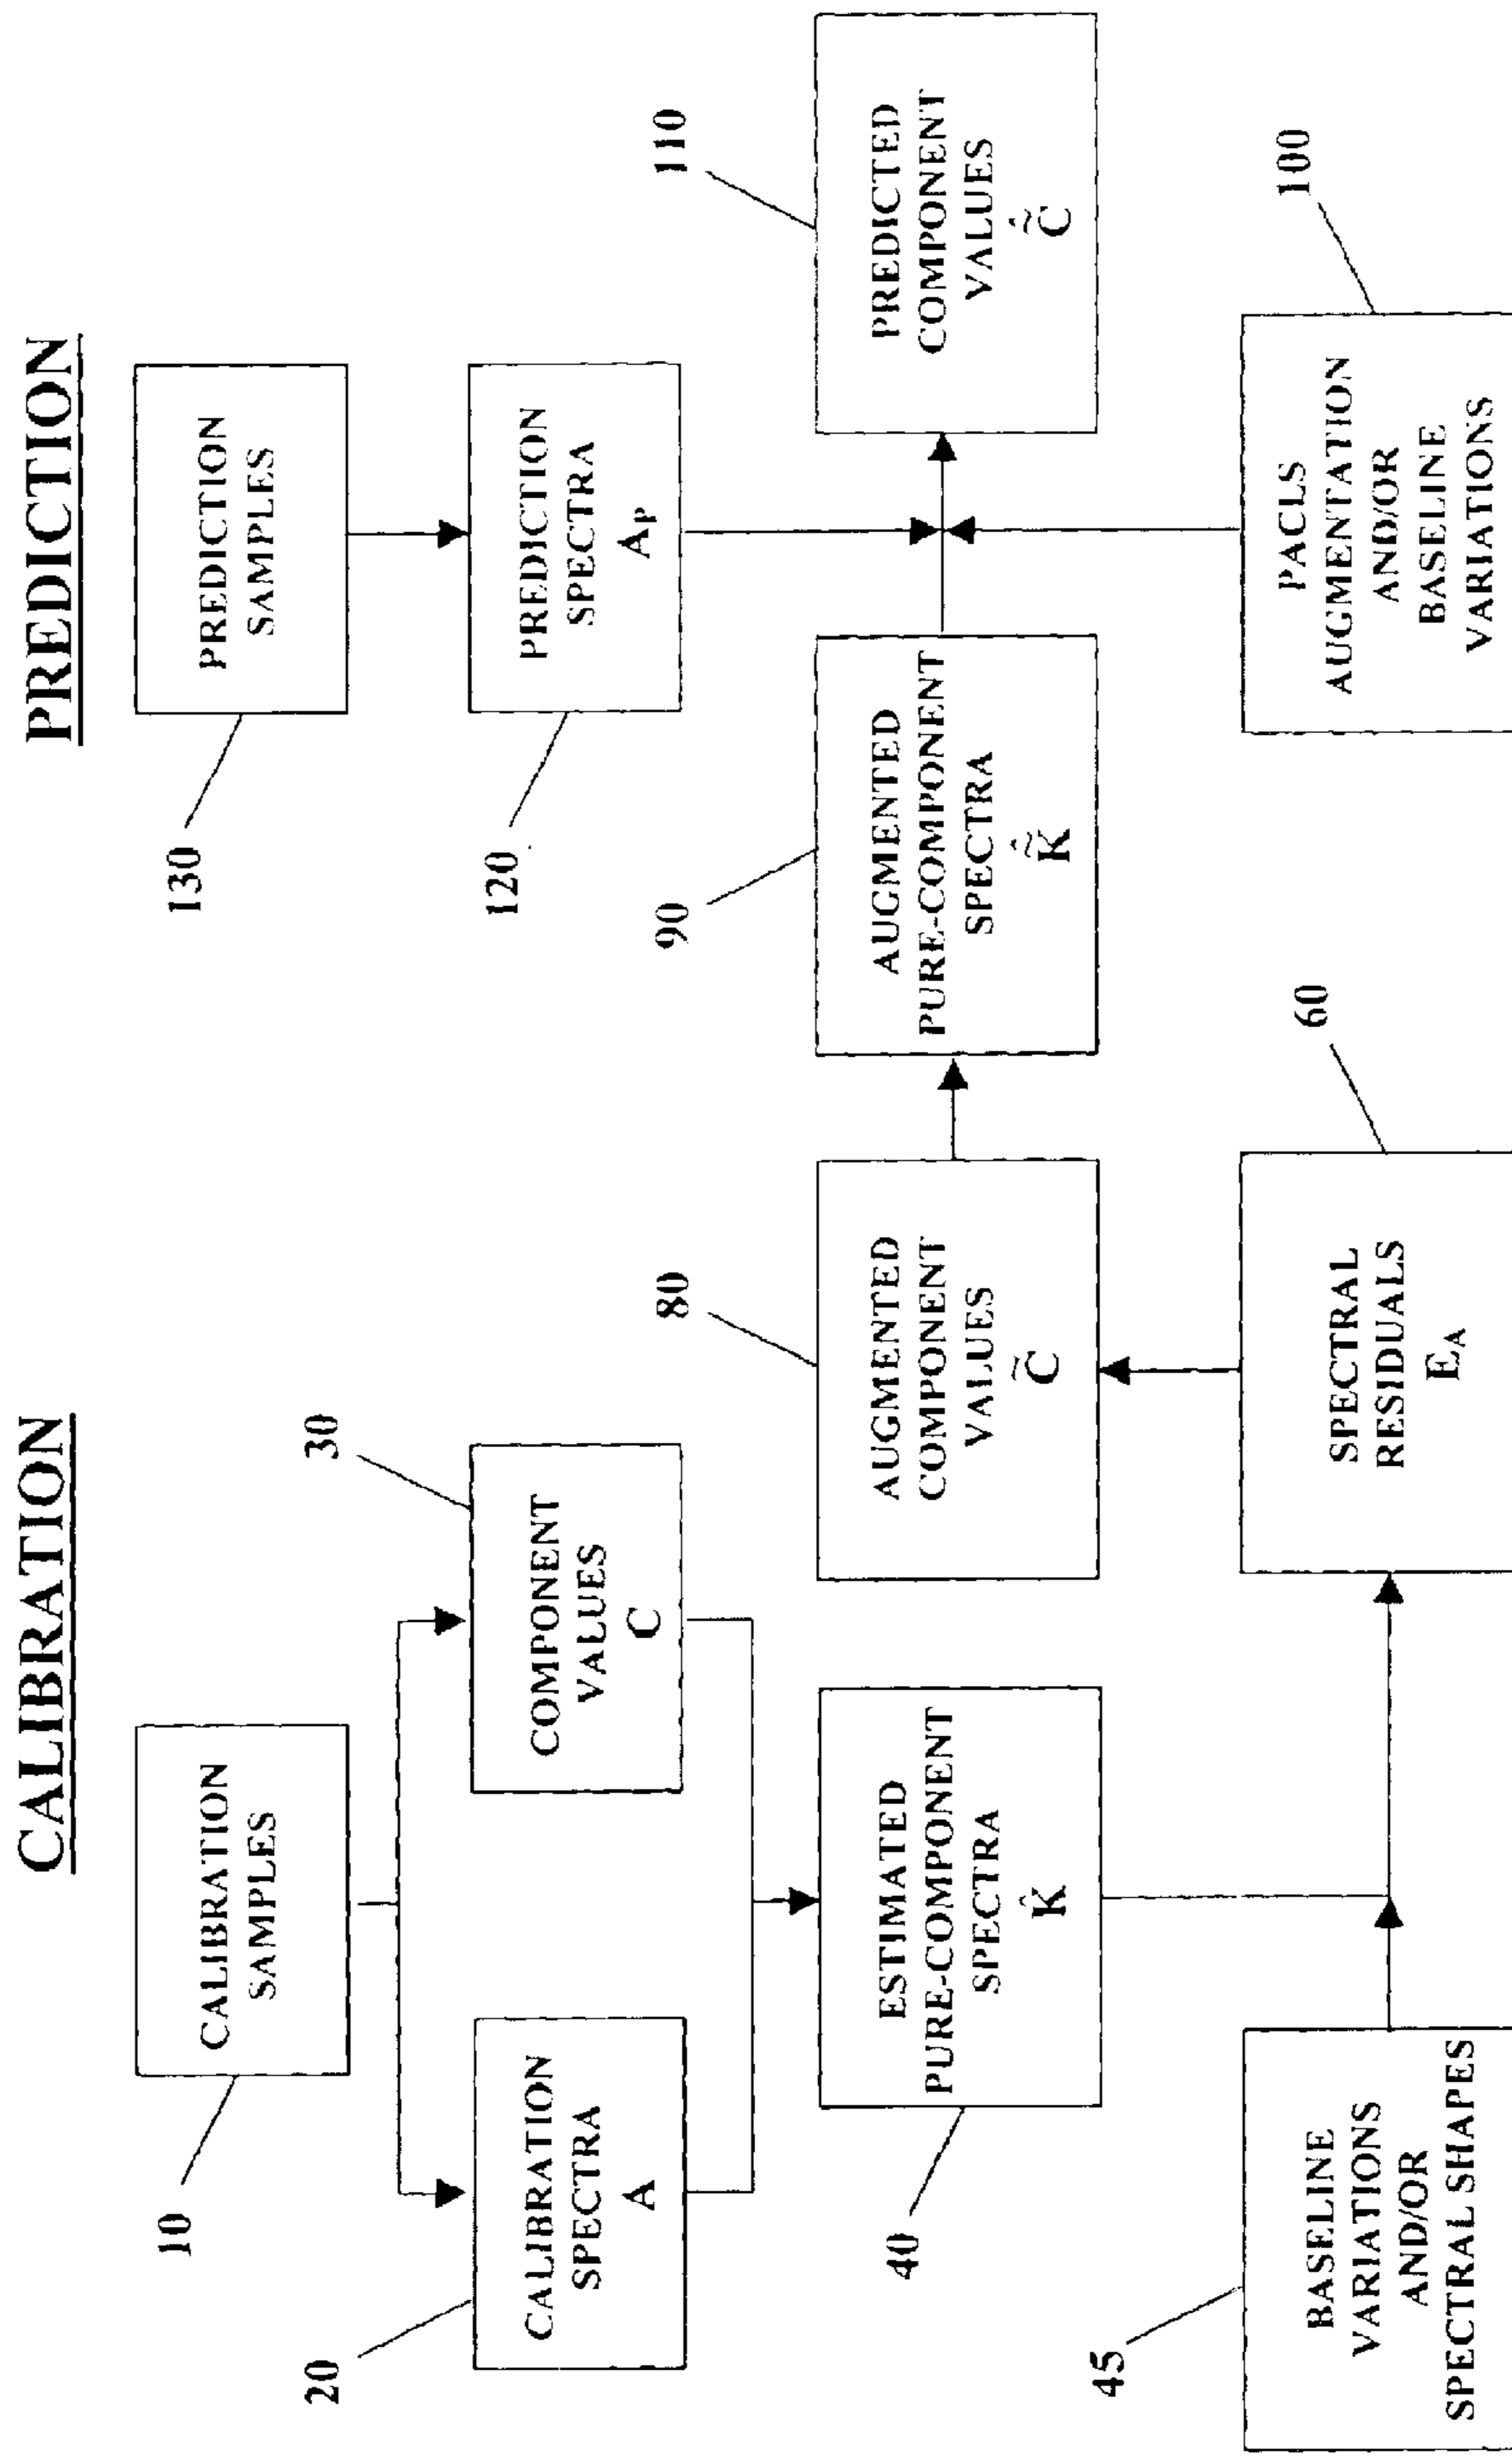 CALIBRATION
10
CALIBRATION
SAMPLES
20
CALIBRATION
SPECTRA
A
30
COMPONENT
VALUES
C
40
ESTIMATED
PURE-COMPONENT
SPECTRA
K̂
45
BASELINE
VARIATIONS
AND/OR
SPECTRAL SHAPES
60
SPECTRAL
RESIDUALS
E_A
80
AUGMENTED
COMPONENT
VALUES
C̃
PREDICTION
130
PREDICTION
SAMPLES
120
PREDICTION
SPECTRA
A_P
90
AUGMENTED
PURE-COMPONENT
SPECTRA
K̃̂
110
PREDICTED
COMPONENT
VALUES
C̃̂
100
PACLS
AUGMENTATION
AND/OR
BASELINE
VARIATIONS